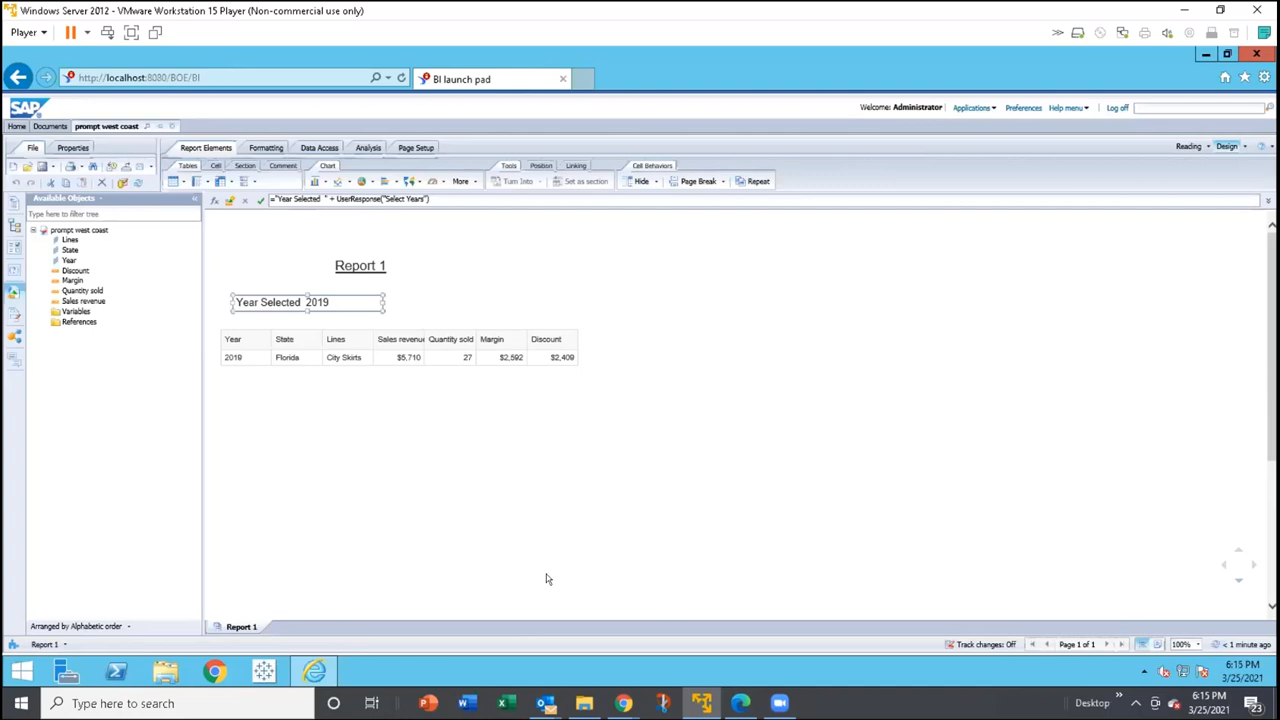 Windows Server 2012 - VMware Workstation 15 Player (Non-commercial use only)
Player
http://localhost:8080/BOE/BI
BI launch pad
SAP
Welcome: Administrator
Applications
Preferences
Help menu
Log off
Home
Documents
prompt west coast
File
Properties
Report Elements
Formatting
Data Access
Analysis
Page Setup
Reading
Design
Tables
Cell
Section
Comment
Chart
Tools
Position
Linking
Cell Behaviors
More
Turn Into
Set as section
Hide
Page Break
Repeat
Available Objects
="Year Selected " + UserResponse("Select Years")
Type here to filter tree
prompt west coast
Lines
State
Year
Discount
Margin
Quantity sold
Sales revenue
Variables
References
Report 1
Year Selected 2019
Year State Lines Sales revenue Quantity sold Margin Discount
2019 Florida City Skirts $5,710 27 $2,592 $2,409
Arranged by Alphabetic order
Report 1
Report 1
Track changes: Off
Page 1 of 1
100%
< 1 minute ago
6:15 PM
3/25/2021
Type here to search
Desktop
6:15 PM
3/25/2021
23